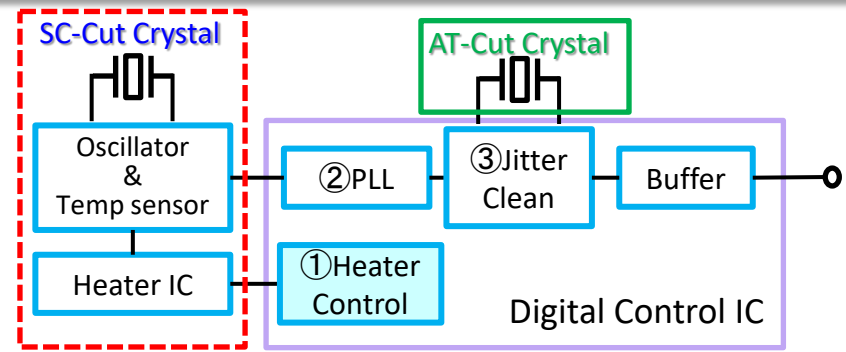 SC-Cut Crystal
AT-Cut Crystal
Oscillator
&
Temp sensor
②PLL
③Jitter
Clean
Buffer
Heater IC
①Heater
Control
Digital Control IC